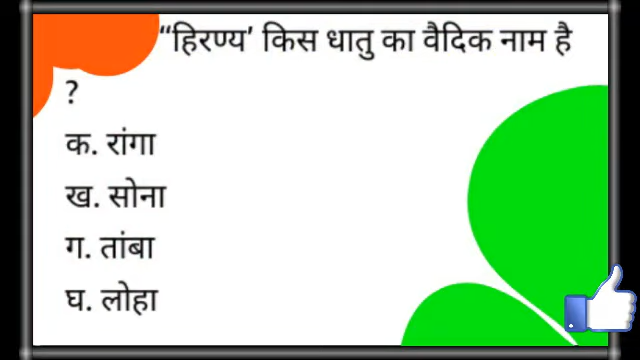 “हिरण्य’ किस धातु का वैदिक नाम है
?
क. रांगा
ख. सोना
ग. तांबा
घ. लोहा